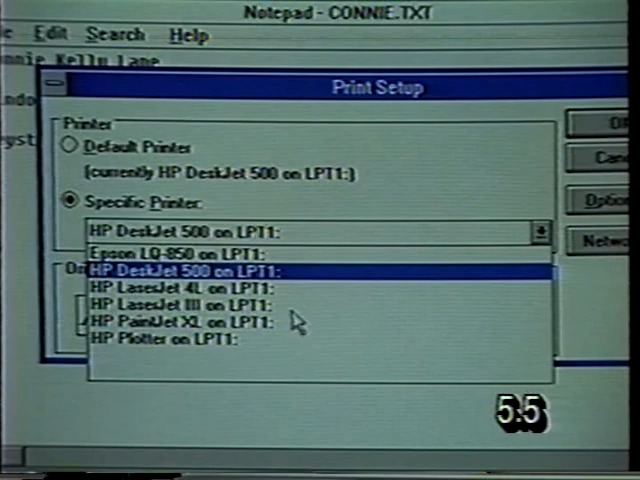 Notepad - CONNIE.TXT
Edit Search Help
Kelly Lane
Print Setup
Printer
Default Printer
(currently HP DeskJet 500 on LPT1:)
Specific Printer:
HP DeskJet 500 on LPT1:
Epson LQ-850 on LPT1:
HP DeskJet 500 on LPT1:
HP LaserJet 4L on LPT1:
HP LaserJet III on LPT1:
HP PaintJet XL on LPT1:
HP Plotter on LPT1:
5.5